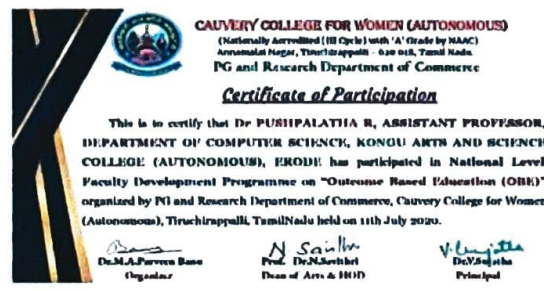 CAUVERY COLLEGE FOR WOMEN (AUTONOMOUS)
(Nationally Accredited (III Cycle) with 'A' Grade by NAAC)
Annamalai Nagar, Tiruchirappalli - 620 018, Tamil Nadu
PG and Research Department of Commerce
Certificate of Participation
This is to certify that Dr PUSHPALATHA R, ASSISTANT PROFESSOR,
DEPARTMENT OF COMPUTER SCIENCE, KONGU ARTS AND SCIENCE
COLLEGE (AUTONOMOUS), ERODE has participated in National Level
Faculty Development Programme on "Outcome Based Education (OBE)"
organized by PG and Research Department of Commerce, Cauvery College for Women
(Autonomous), Tiruchirappalli, TamilNadu held on 11th July 2020.
N Savithri
V. Sujatha
Dr.M.A.Parveen Banu
Prof. Dr.N.Savithri
Dr.V.Sujatha
Organizer
Dean of Arts & HOD
Principal